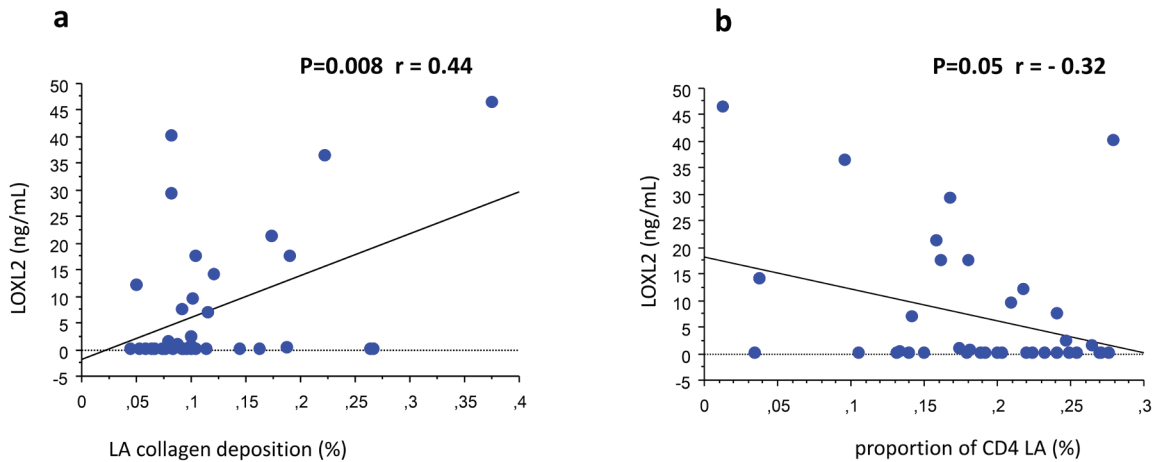 a
P=0.008 r = 0.44
50
45
40
35
30
25
20
15
10
5
0
-5
LOXL2 (ng/mL)
0 ,05 ,1 ,15 ,2 ,25 ,3 ,35 ,4
LA collagen deposition (%)
b
P=0.05 r = - 0.32
50
45
40
35
30
25
20
15
10
5
0
-5
LOXL2 (ng/mL)
0 ,05 ,1 ,15 ,2 ,25 ,3
proportion of CD4 LA (%)